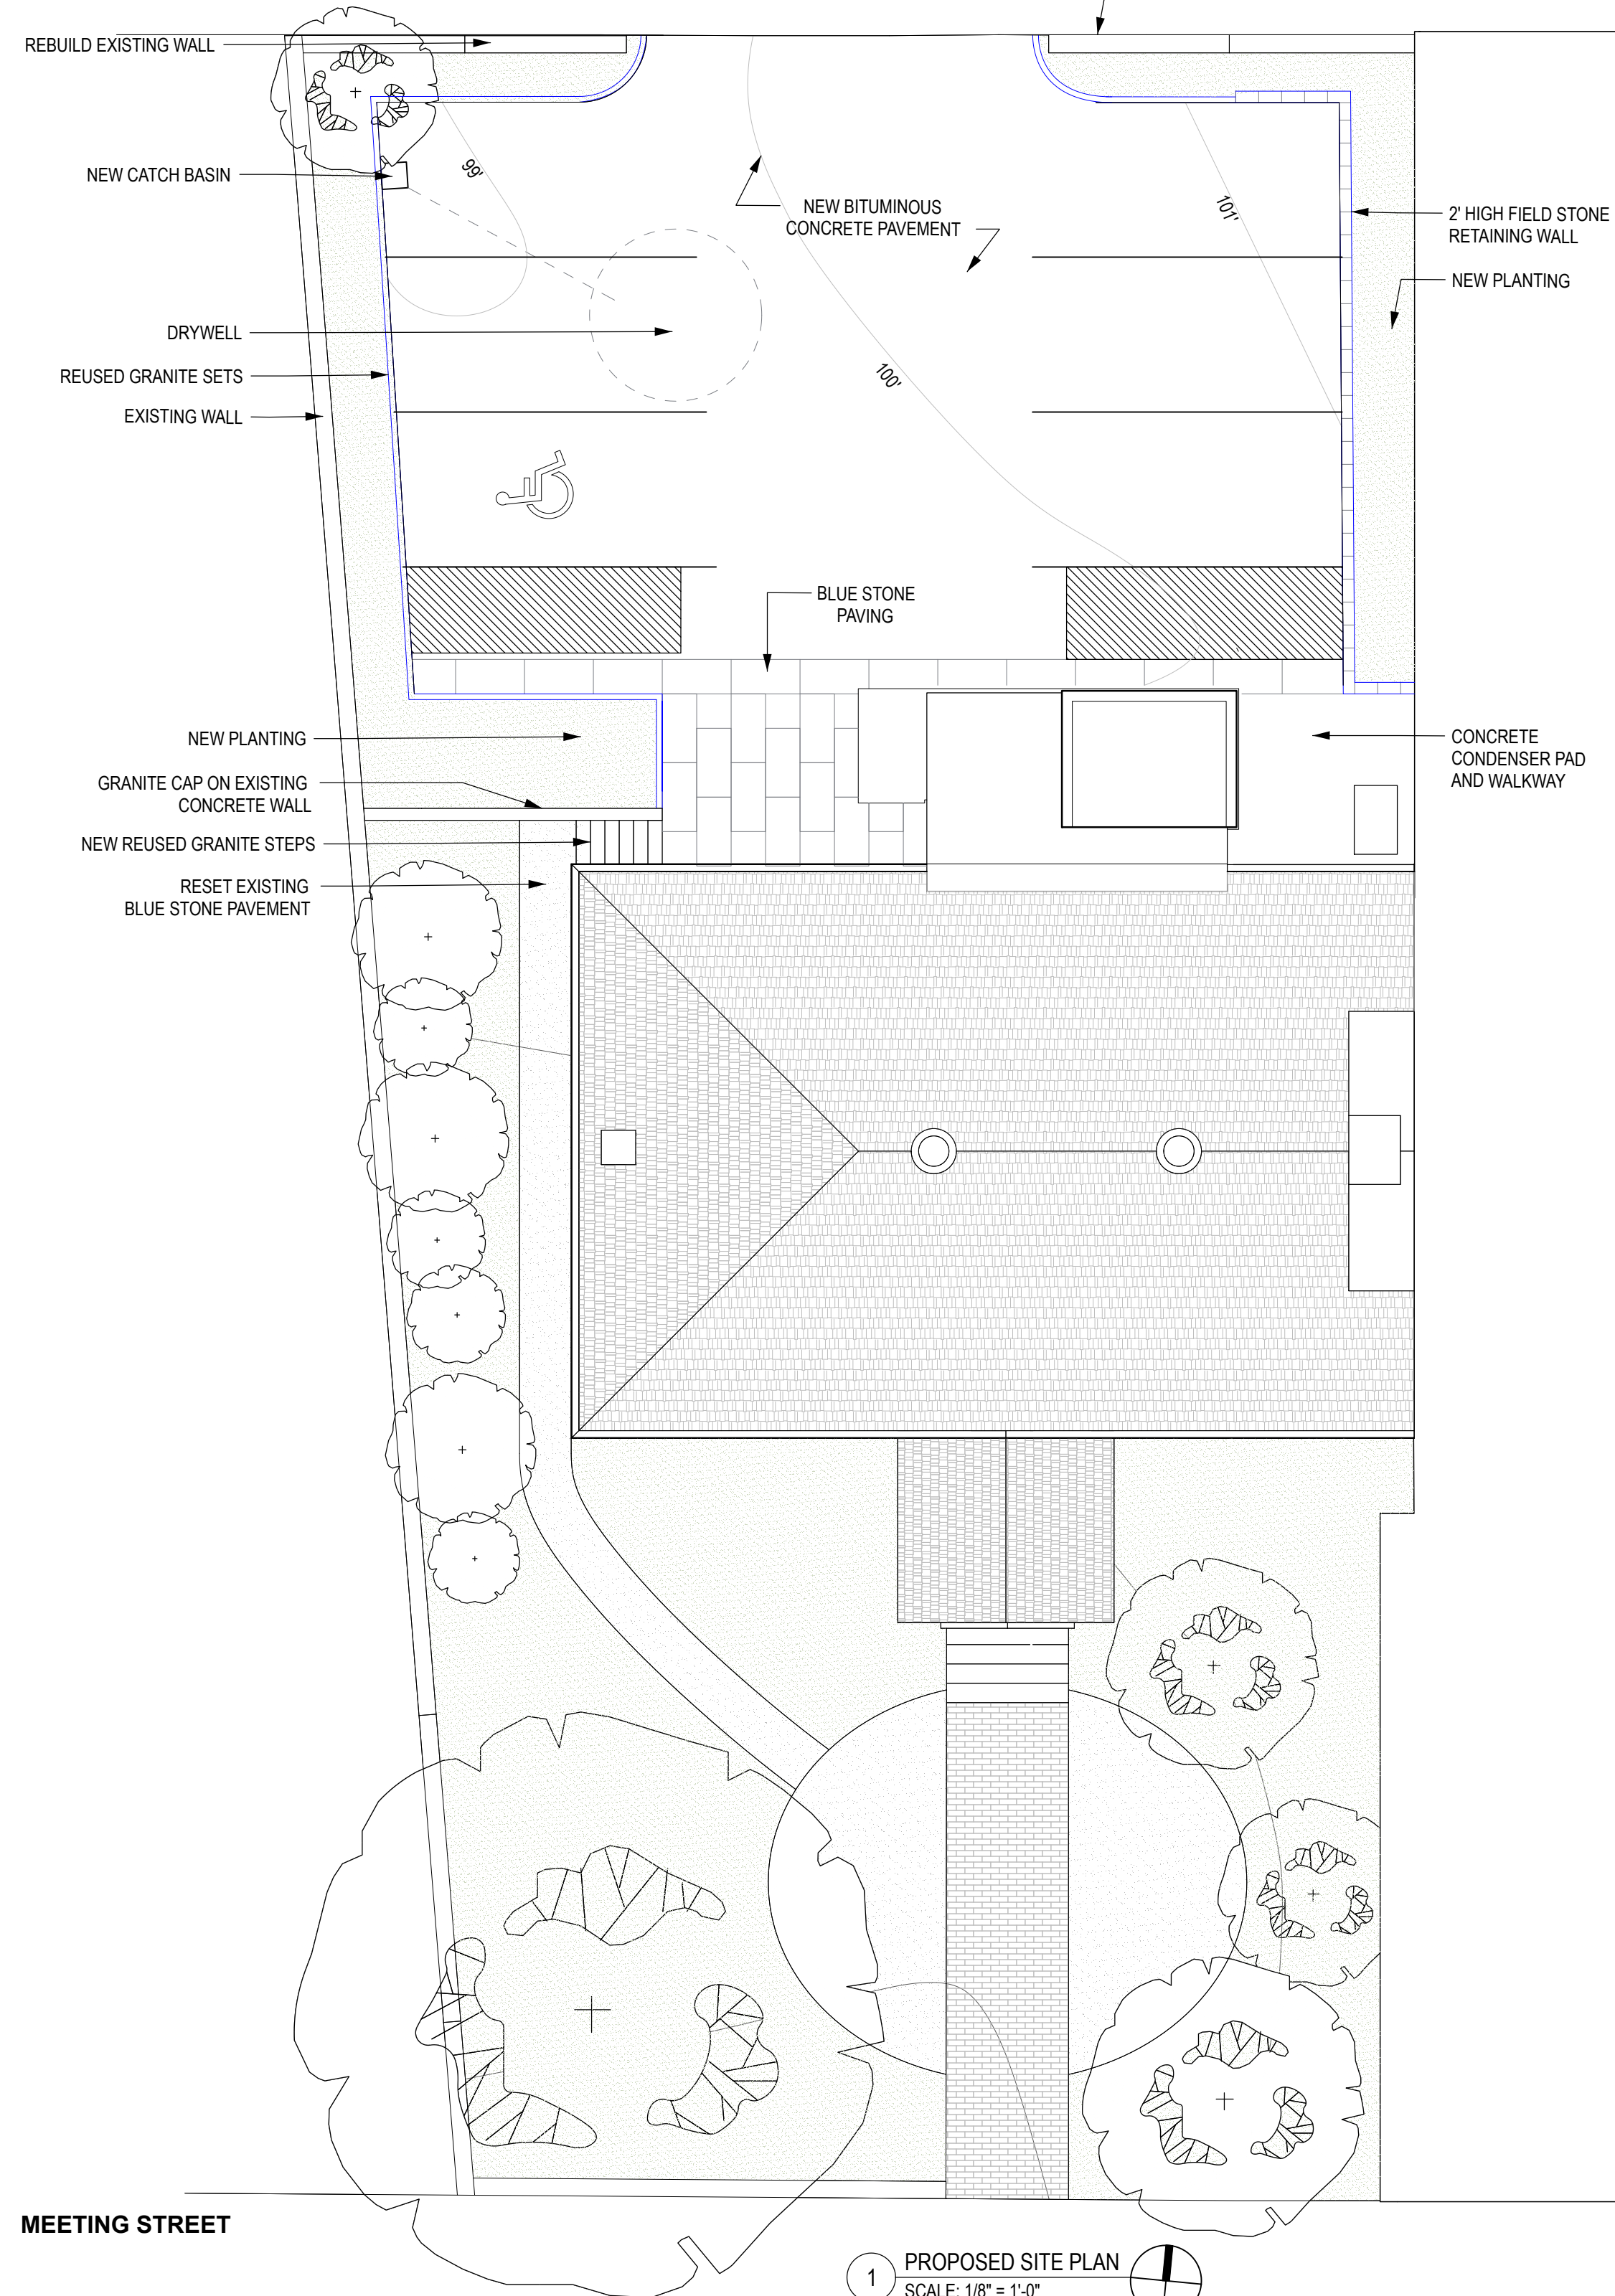 REBUILD EXISTING WALL
NEW CATCH BASIN
99'
NEW BITUMINOUS
CONCRETE PAVEMENT
101'
2' HIGH FIELD STONE
RETAINING WALL
NEW PLANTING
DRYWELL
REUSED GRANITE SETS
100'
EXISTING WALL
BLUE STONE
PAVING
NEW PLANTING
CONCRETE
CONDENSER PAD
AND WALKWAY
GRANITE CAP ON EXISTING
CONCRETE WALL
NEW REUSED GRANITE STEPS
RESET EXISTING
BLUE STONE PAVEMENT
MEETING STREET
1
PROPOSED SITE PLAN
SCALE: 1/8" = 1'-0"